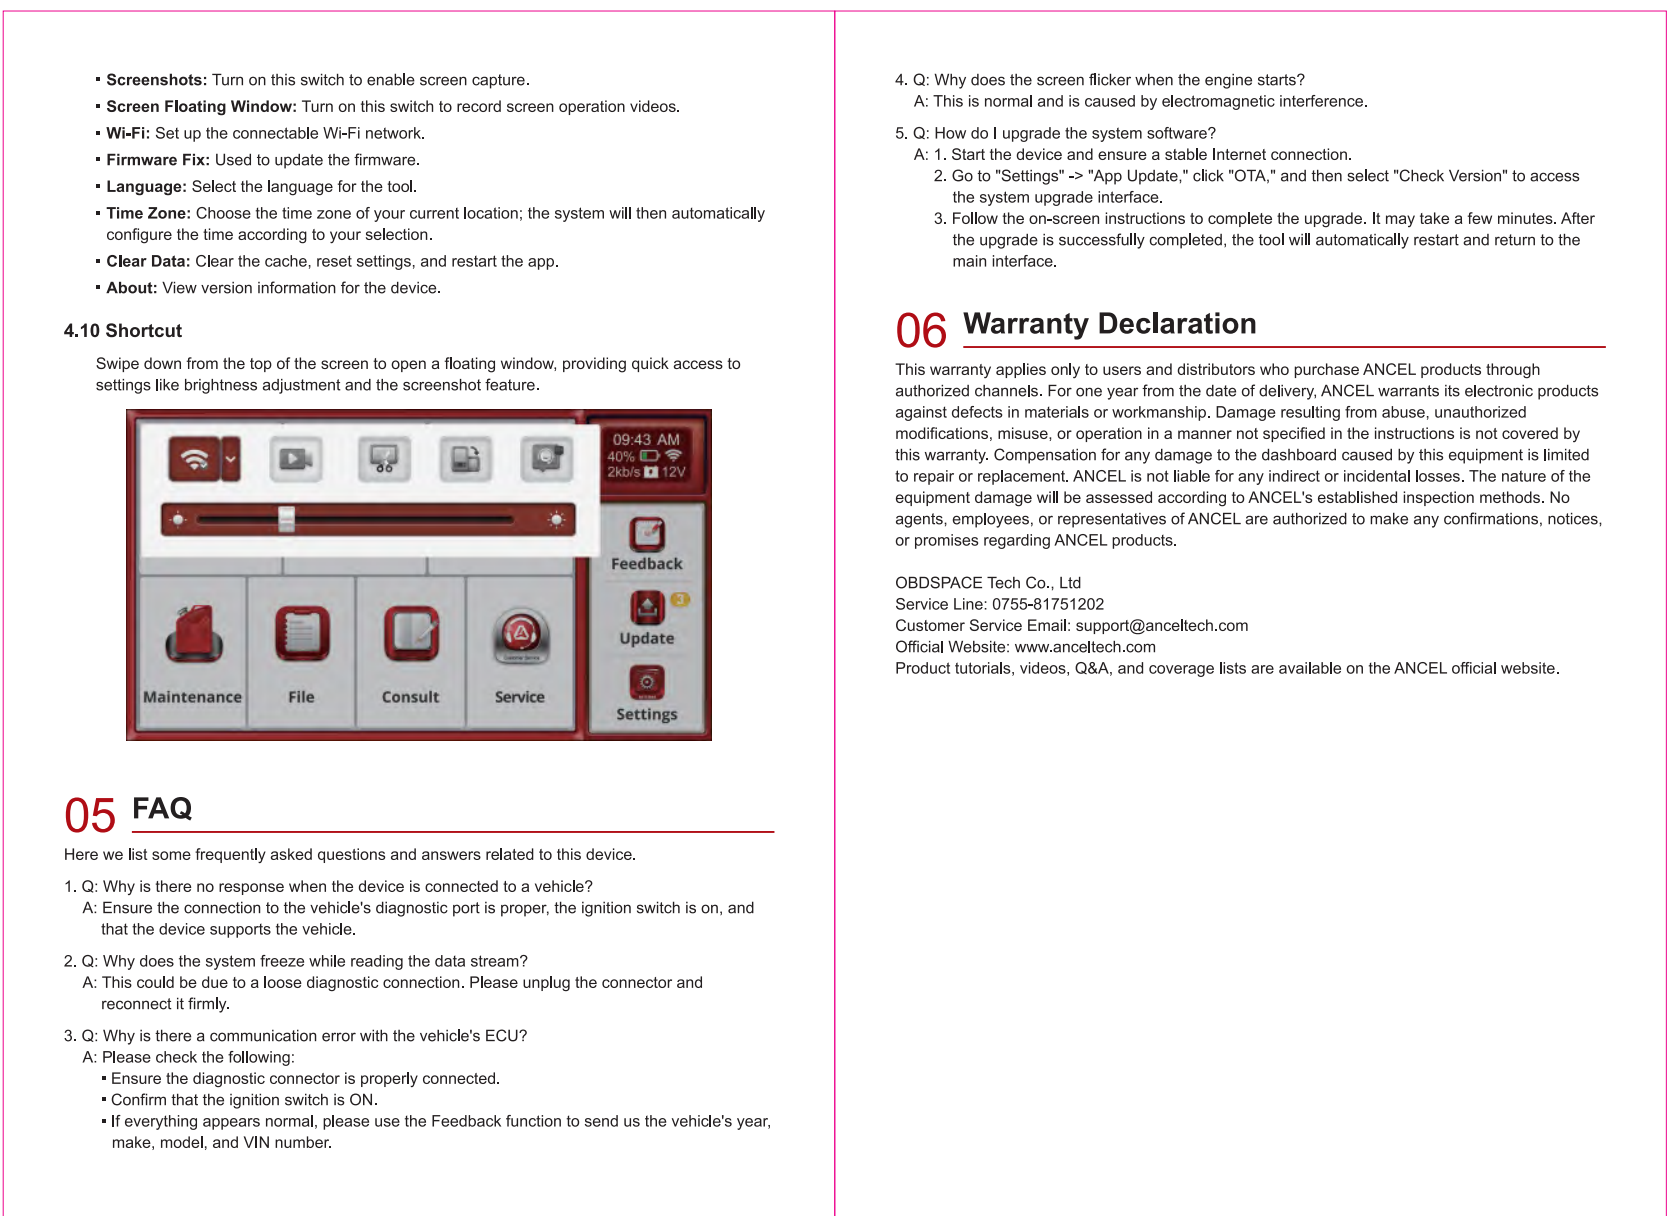 ▪ Screenshots: Turn on this switch to enable screen capture.
▪ Screen Floating Window: Turn on this switch to record screen operation videos.
▪ Wi-Fi: Set up the connectable Wi-Fi network.
▪ Firmware Fix: Used to update the firmware.
▪ Language: Select the language for the tool.
▪ Time Zone: Choose the time zone of your current location; the system will then automatically
configure the time according to your selection.
▪ Clear Data: Clear the cache, reset settings, and restart the app.
▪ About: View version information for the device.
4.10 Shortcut
Swipe down from the top of the screen to open a floating window, providing quick access to
settings like brightness adjustment and the screenshot feature.
09:43 AM
40%
2kb/s 12V
Feedback
3
Update
Settings
Maintenance
File
Consult
Service
05 FAQ
Here we list some frequently asked questions and answers related to this device.
1. Q: Why is there no response when the device is connected to a vehicle?
A: Ensure the connection to the vehicle's diagnostic port is proper, the ignition switch is on, and
that the device supports the vehicle.
2. Q: Why does the system freeze while reading the data stream?
A: This could be due to a loose diagnostic connection. Please unplug the connector and
reconnect it firmly.
3. Q: Why is there a communication error with the vehicle's ECU?
A: Please check the following:
▪ Ensure the diagnostic connector is properly connected.
▪ Confirm that the ignition switch is ON.
▪ If everything appears normal, please use the Feedback function to send us the vehicle's year,
make, model, and VIN number.
4. Q: Why does the screen flicker when the engine starts?
A: This is normal and is caused by electromagnetic interference.
5. Q: How do I upgrade the system software?
A: 1. Start the device and ensure a stable Internet connection.
2. Go to "Settings" -> "App Update," click "OTA," and then select "Check Version" to access
the system upgrade interface.
3. Follow the on-screen instructions to complete the upgrade. It may take a few minutes. After
the upgrade is successfully completed, the tool will automatically restart and return to the
main interface.
06 Warranty Declaration
This warranty applies only to users and distributors who purchase ANCEL products through
authorized channels. For one year from the date of delivery, ANCEL warrants its electronic products
against defects in materials or workmanship. Damage resulting from abuse, unauthorized
modifications, misuse, or operation in a manner not specified in the instructions is not covered by
this warranty. Compensation for any damage to the dashboard caused by this equipment is limited
to repair or replacement. ANCEL is not liable for any indirect or incidental losses. The nature of the
equipment damage will be assessed according to ANCEL's established inspection methods. No
agents, employees, or representatives of ANCEL are authorized to make any confirmations, notices,
or promises regarding ANCEL products.
OBDSPACE Tech Co., Ltd
Service Line: 0755-81751202
Customer Service Email: support@anceltech.com
Official Website: www.anceltech.com
Product tutorials, videos, Q&A, and coverage lists are available on the ANCEL official website.